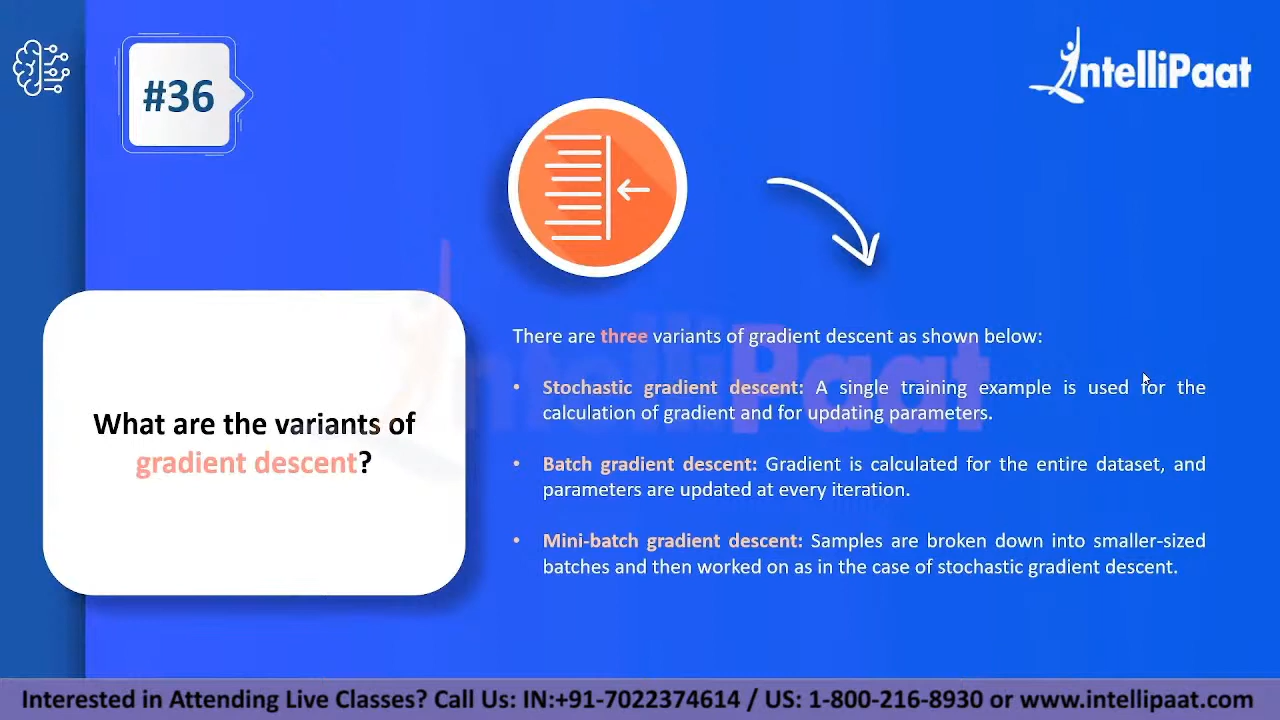 #36
IntelliPaat
What are the variants of
gradient descent?
There are three variants of gradient descent as shown below:
• Stochastic gradient descent: A single training example is used for the
calculation of gradient and for updating parameters.
• Batch gradient descent: Gradient is calculated for the entire dataset, and
parameters are updated at every iteration.
• Mini-batch gradient descent: Samples are broken down into smaller-sized
batches and then worked on as in the case of stochastic gradient descent.
IntelliPaat
Interested in Attending Live Classes? Call Us: IN:+91-7022374614 / US: 1-800-216-8930 or www.intellipaat.com